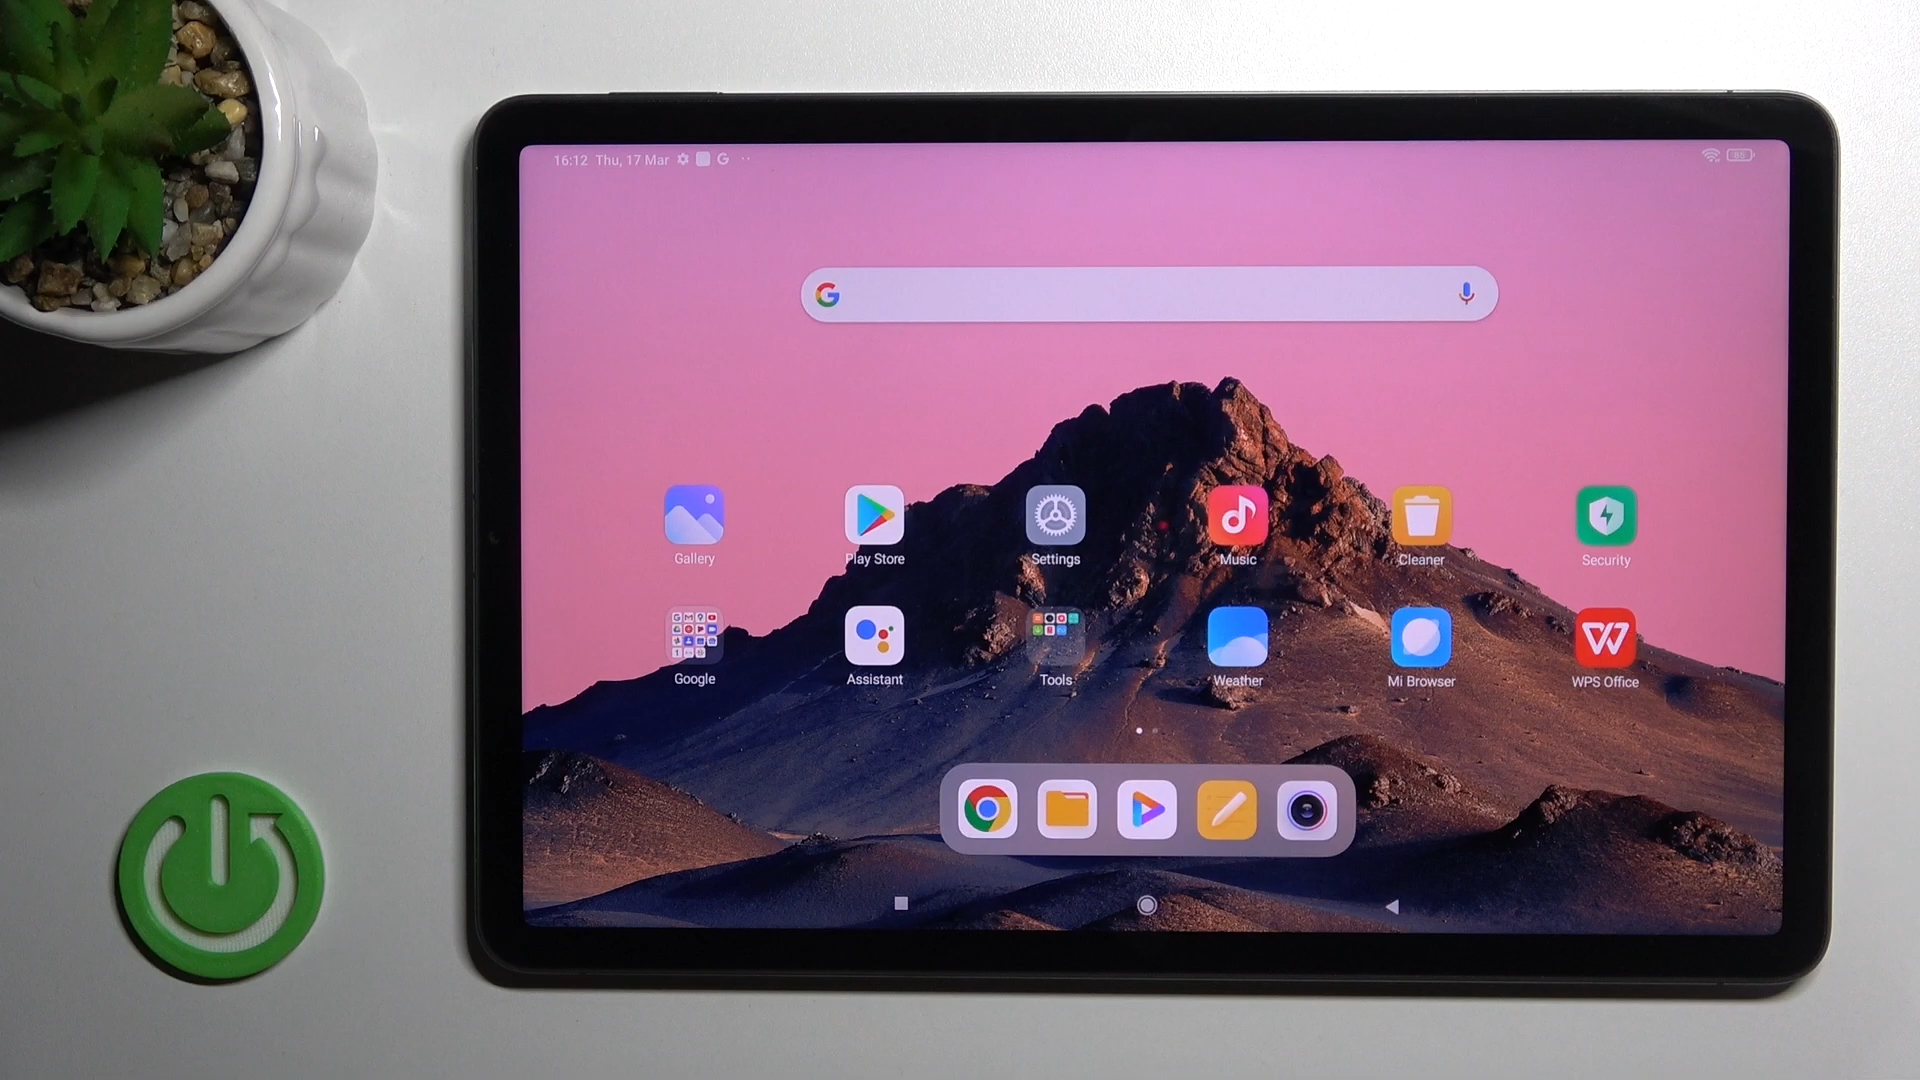 16:12 Thu, 17 Mar
85
Gallery
Play Store
Settings
Music
Cleaner
Security
Google
Assistant
Tools
Weather
Mi Browser
WPS Office